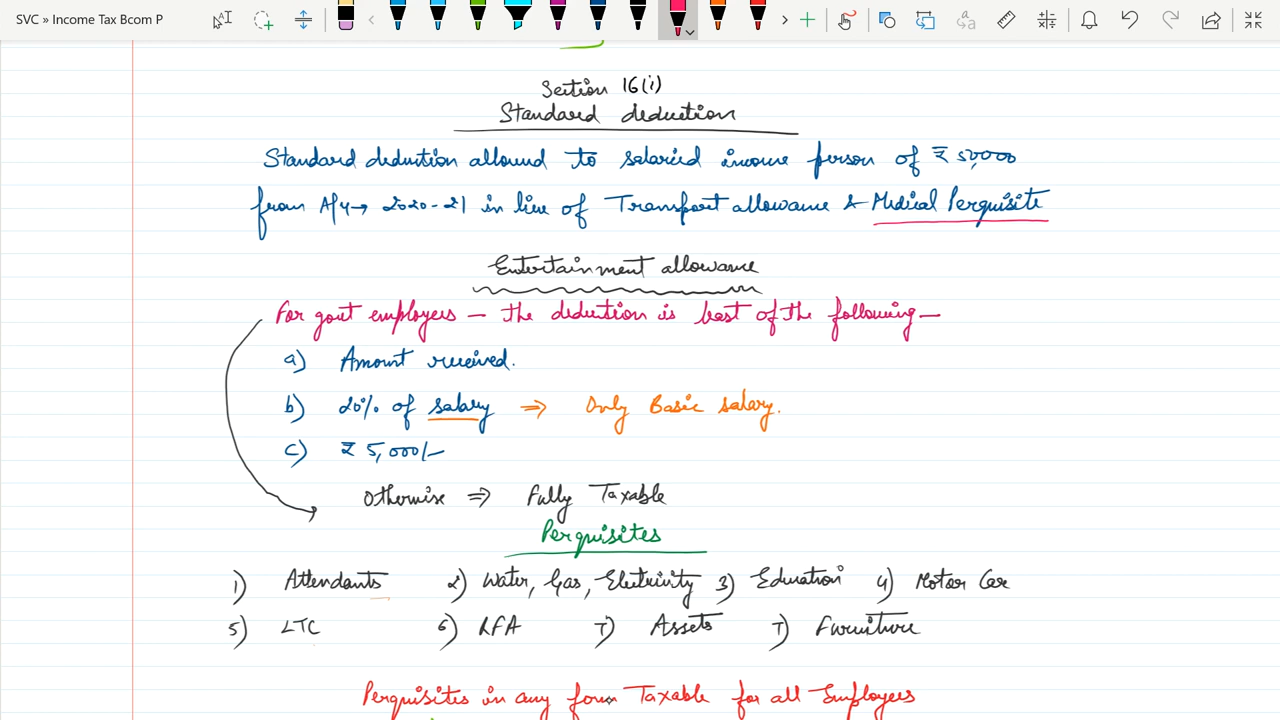 SVC » Income Tax Bcom P
Section 16(i)
Standard deduction
Standard deduction allowed to salaried income person of ₹ 50,000
from A/y → 2020-21 in line of Transport allowance & Medical Perquisite
Entertainment allowance
For govt employers — the deduction is best of the following —
a) Amount received.
b) 20% of salary ⇒ Only Basic salary.
c) ₹ 5,000/-
Otherwise ⇒ Fully Taxable
Perquisites
1) Attendants 2) Water, Gas, Electricity 3) Education 4) Motor Car
5) LTC 6) RFA 7) Assets 7) Furniture
Perquisites in any form Taxable for all Employees